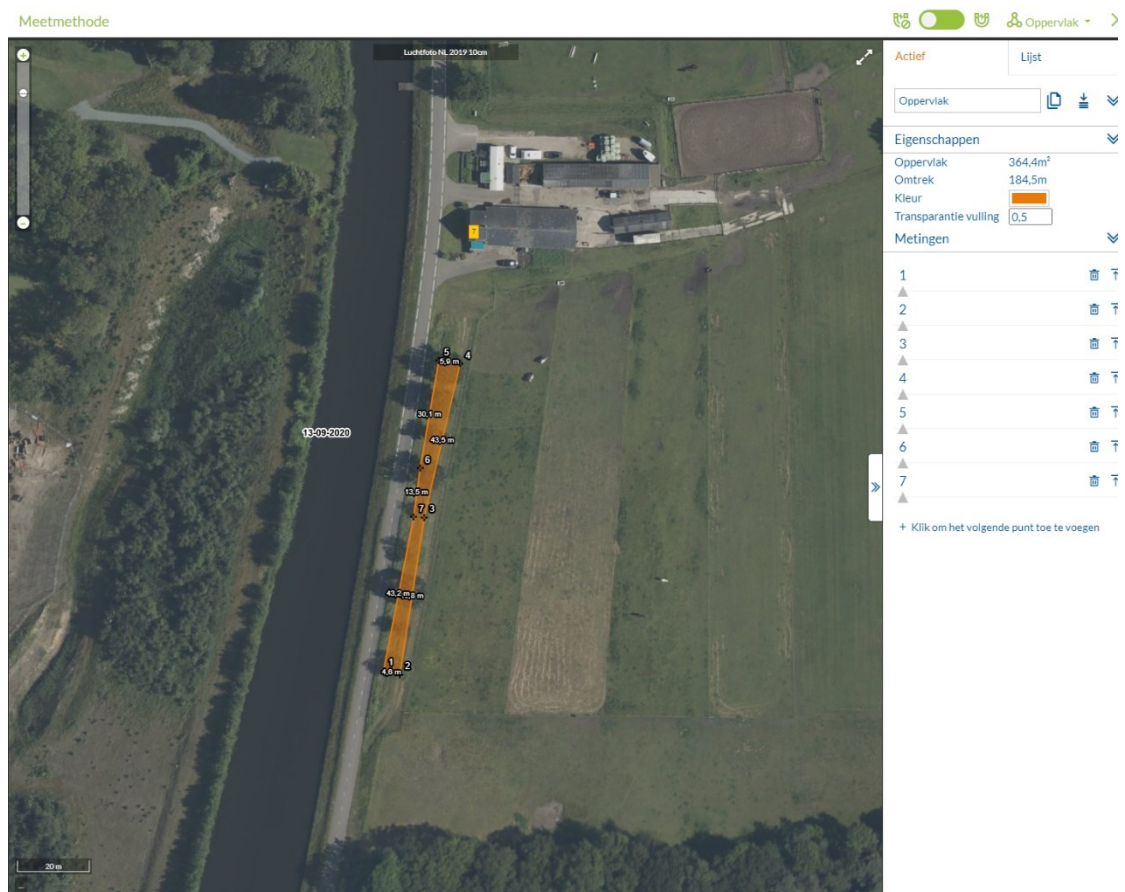 Meetmethode
Oppervlak
Luchtfoto NL 2019 10cm
Actief
Lijst
Oppervlak
Eigenschappen
Oppervlak 364,4m²
Omtrek 184,5m
Kleur
Transparantie vulling 0,5
Metingen
1
2
3
4
5
6
7
+ Klik om het volgende punt toe te voegen
5
4
5,9 m
30,1 m
13-09-2020
43,5 m
6
13,5 m
7
3
43,2 m
8 m
1
2
4,6 m
20 m